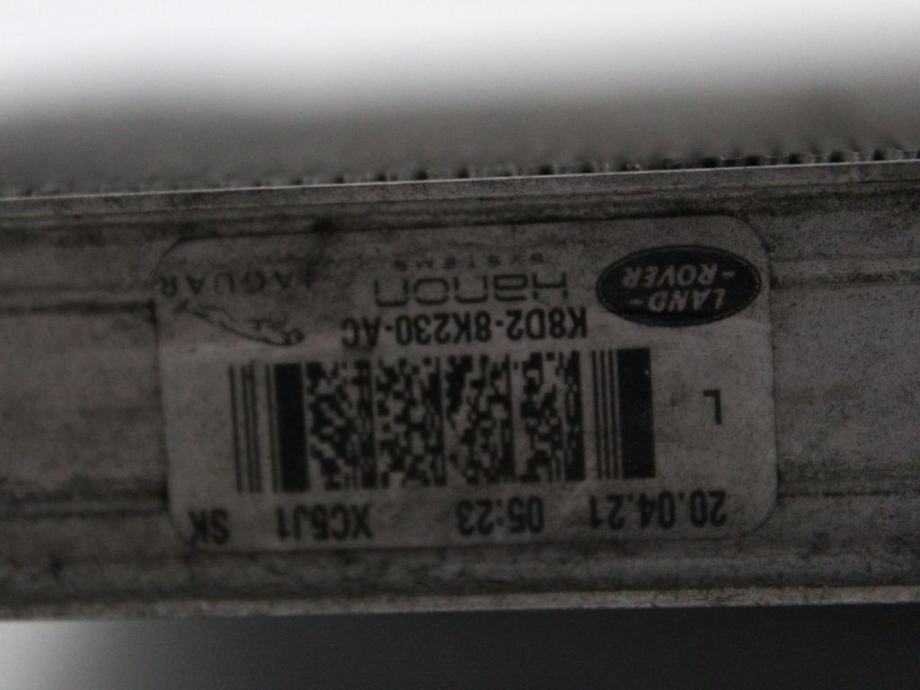 20.04.21 05:23 XC5J1 SK
L
K8D2-8K230-AC
LAND-
-ROVER
Hanon
SYSTEMS
JAGUAR